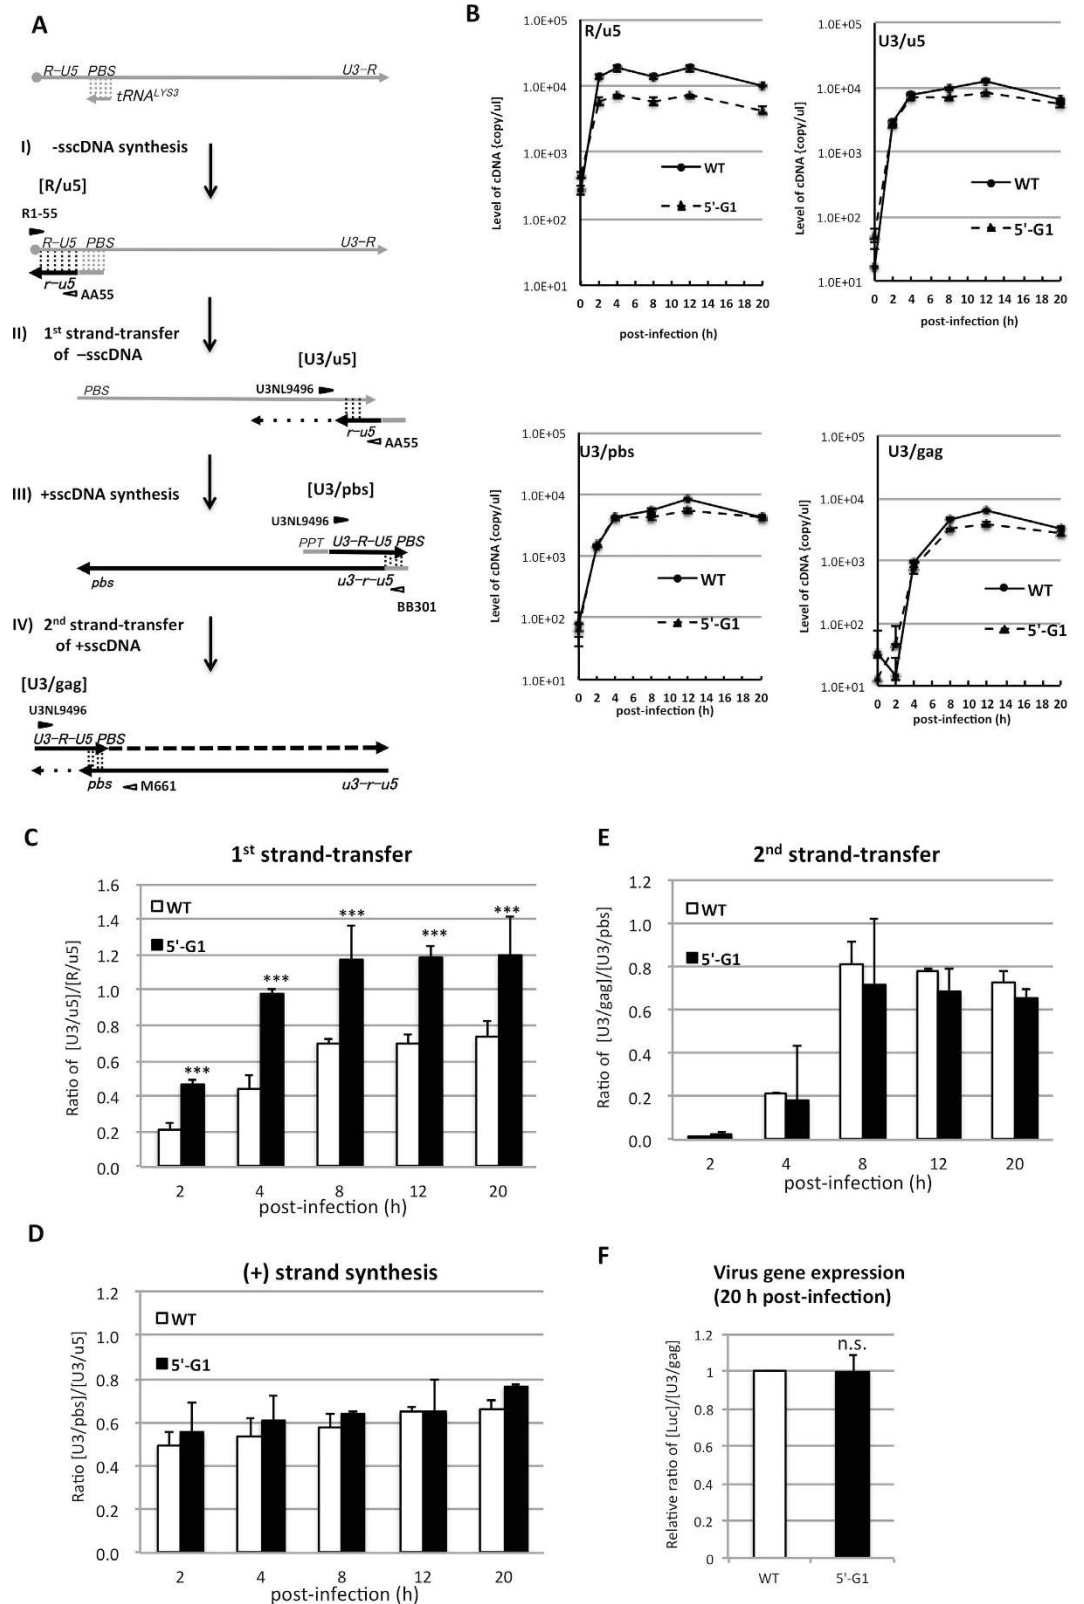 A
R-U5 PBS U3-R
tRNA^LYS3
I) -sscDNA synthesis
[R/u5]
R1-55
R-U5 PBS U3-R
r-u5
AA55
II) 1st strand-transfer
of -sscDNA
[U3/u5]
U3NL9496
PBS
r-u5
AA55
III) +sscDNA synthesis
[U3/pbs]
U3NL9496
PPT U3-R-U5 PBS
pbs u3-r-u5
BB301
IV) 2nd strand-transfer
of +sscDNA
[U3/gag]
U3NL9496
U3-R-U5 PBS
pbs M661 u3-r-u5
B
R/u5
Level of cDNA {copy/ul]
1.0E+05
1.0E+04
1.0E+03
1.0E+02
1.0E+01
WT
5'-G1
0 2 4 6 8 10 12 14 16 18 20
post-infection (h)
U3/u5
Level of cDNA {copy/ul]
1.0E+05
1.0E+04
1.0E+03
1.0E+02
1.0E+01
WT
5'-G1
0 2 4 6 8 10 12 14 16 18 20
post-infection (h)
U3/pbs
Level of cDNA {copy/ul]
1.0E+05
1.0E+04
1.0E+03
1.0E+02
1.0E+01
WT
5'-G1
0 2 4 6 8 10 12 14 16 18 20
post-infection (h)
U3/gag
Level of cDNA {copy/ul]
1.0E+05
1.0E+04
1.0E+03
1.0E+02
1.0E+01
WT
5'-G1
0 2 4 6 8 10 12 14 16 18 20
post-infection (h)
C
1st strand-transfer
Ratio of [U3/u5]/[R/u5]
1.6
1.4
1.2
1.0
0.8
0.6
0.4
0.2
0.0
WT
5'-G1
*** *** *** *** ***
2 4 8 12 20
post-infection (h)
D
(+) strand synthesis
Ratio [U3/pbs]/[U3/u5]
1.2
1.0
0.8
0.6
0.4
0.2
0.0
WT
5'-G1
2 4 8 12 20
post-infection (h)
E
2nd strand-transfer
Ratio of [U3/gag]/[U3/pbs]
1.2
1.0
0.8
0.6
0.4
0.2
0.0
WT
5'-G1
2 4 8 12 20
post-infection (h)
F
Virus gene expression
(20 h post-infection)
Relative ratio of [Luc]/[U3/gag]
1.2
1
0.8
0.6
0.4
0.2
0
n.s.
WT 5'-G1